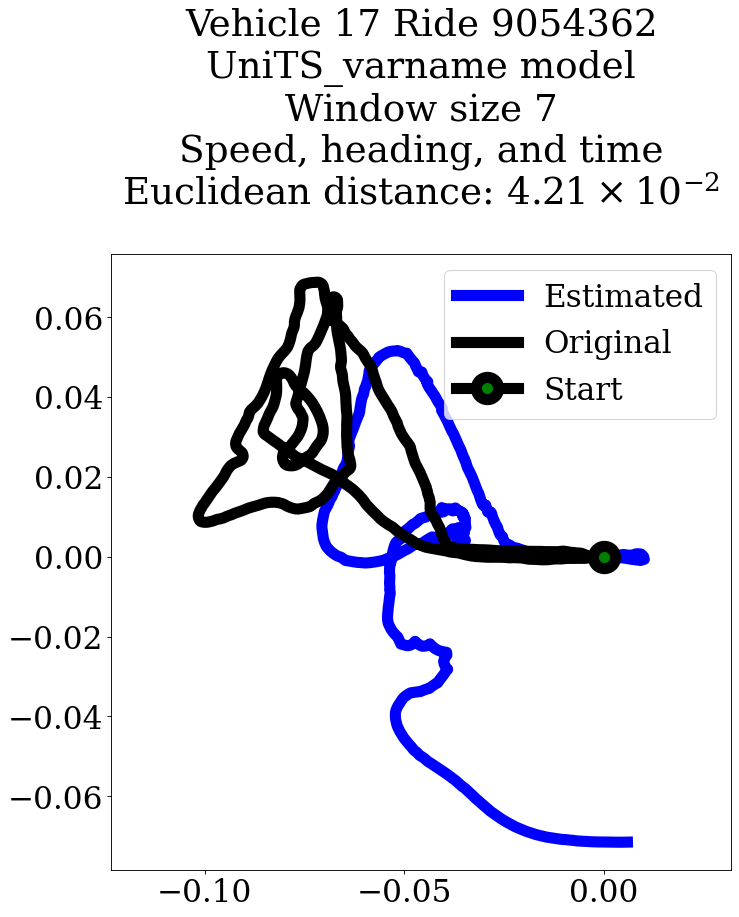 Vehicle 17 Ride 9054362
UniTS_varname model
Window size 7
Speed, heading, and time
Euclidean distance: 4.21 × 10⁻²
Estimated
Original
Start
0.06
0.04
0.02
0.00
−0.02
−0.04
−0.06
−0.10 −0.05 0.00